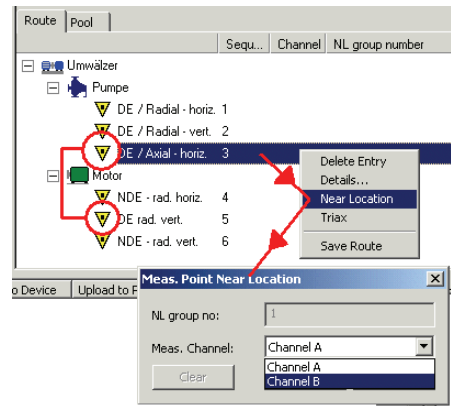 Route Pool
Sequ... Channel NL group number
Umwälzer
Pumpe
DE / Radial - horiz. 1
DE / Radial - vert. 2
DE / Axial - horiz. 3
Motor
NDE - rad. horiz. 4
DE rad. vert. 5
NDE - rad. vert. 6
Delete Entry
Details...
Near Location
Triax
Save Route
o Device Upload to
Meas. Point Near Location
NL group no: 1
Meas. Channel: Channel A
Channel A
Channel B
Clear